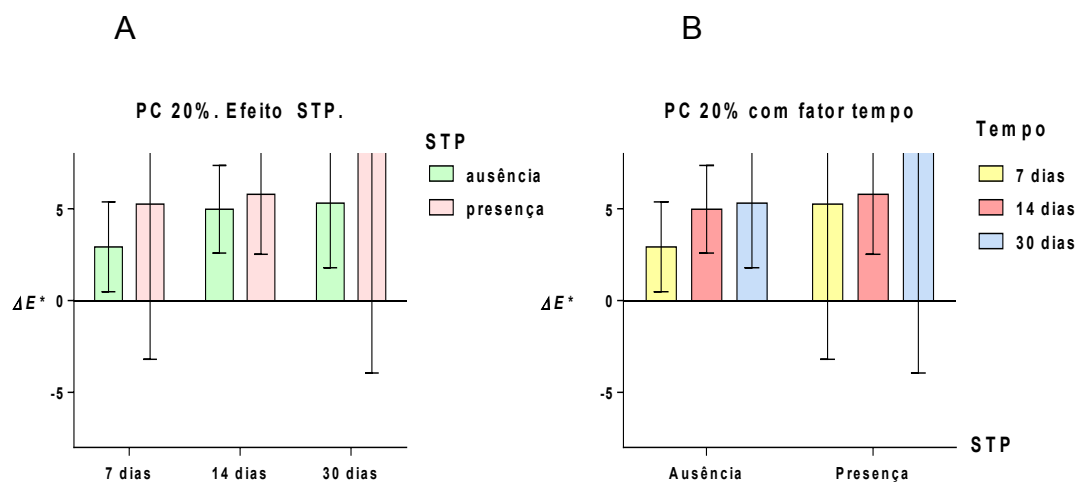 A
PC 20%. Efeito STP.
STP
ausência
presença
5
ΔE*
0
-5
7 dias
14 dias
30 dias
B
PC 20% com fator tempo
Tempo
7 dias
14 dias
30 dias
5
ΔE*
0
-5
STP
Ausência
Presença